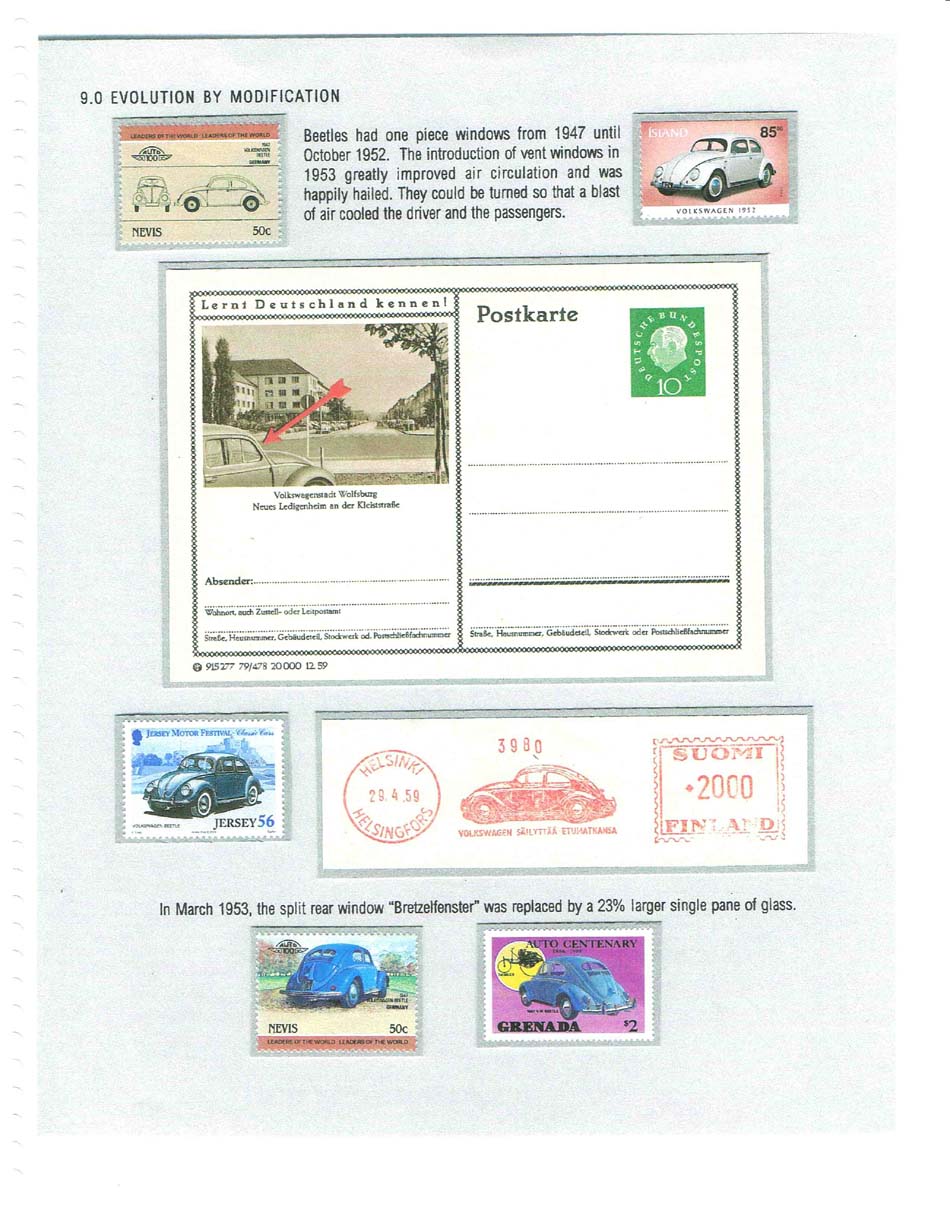 9.0 EVOLUTION BY MODIFICATION
LEADERS OF THE WORLD LEADERS OF THE WORLD
AUTO
100
1947
VOLKSWAGEN
BEETLE
GERMANY
NEVIS 50c
Beetles had one piece windows from 1947 until
October 1952. The introduction of vent windows in
1953 greatly improved air circulation and was
happily hailed. They could be turned so that a blast
of air cooled the driver and the passengers.
ÍSLAND 8500
VOLKSWAGEN 1952
Lernt Deutschland kennen!
Volkswagenstadt Wolfsburg
Neues Ledigenheim an der Kleiststraße
Absender:
Wohnort, auch Zustell- oder Leitpostamt
Straße, Hausnummer, Gebäudeteil, Stockwerk od. Postschließfachnummer
915277 79/478 20 000 12.59
Postkarte
DEUTSCHE BUNDESPOST
10
Straße, Hausnummer, Gebäudeteil, Stockwerk oder Postschließfachnummer
JERSEY MOTOR FESTIVAL - Classic Cars
VOLKSWAGEN BEETLE
JERSEY 56
HELSINKI
29.4.59
HELSINGFORS
3980
VOLKSWAGEN SÄILYTTÄÄ ETUMATKANSA
SUOMI
2000
FINLAND
In March 1953, the split rear window "Bretzelfenster" was replaced by a 23% larger single pane of glass.
AUTO
100
1947
VOLKSWAGEN BEETLE
GERMANY
NEVIS 50c
LEADERS OF THE WORLD LEADERS OF THE WORLD
AUTO CENTENARY
GRENADA $2